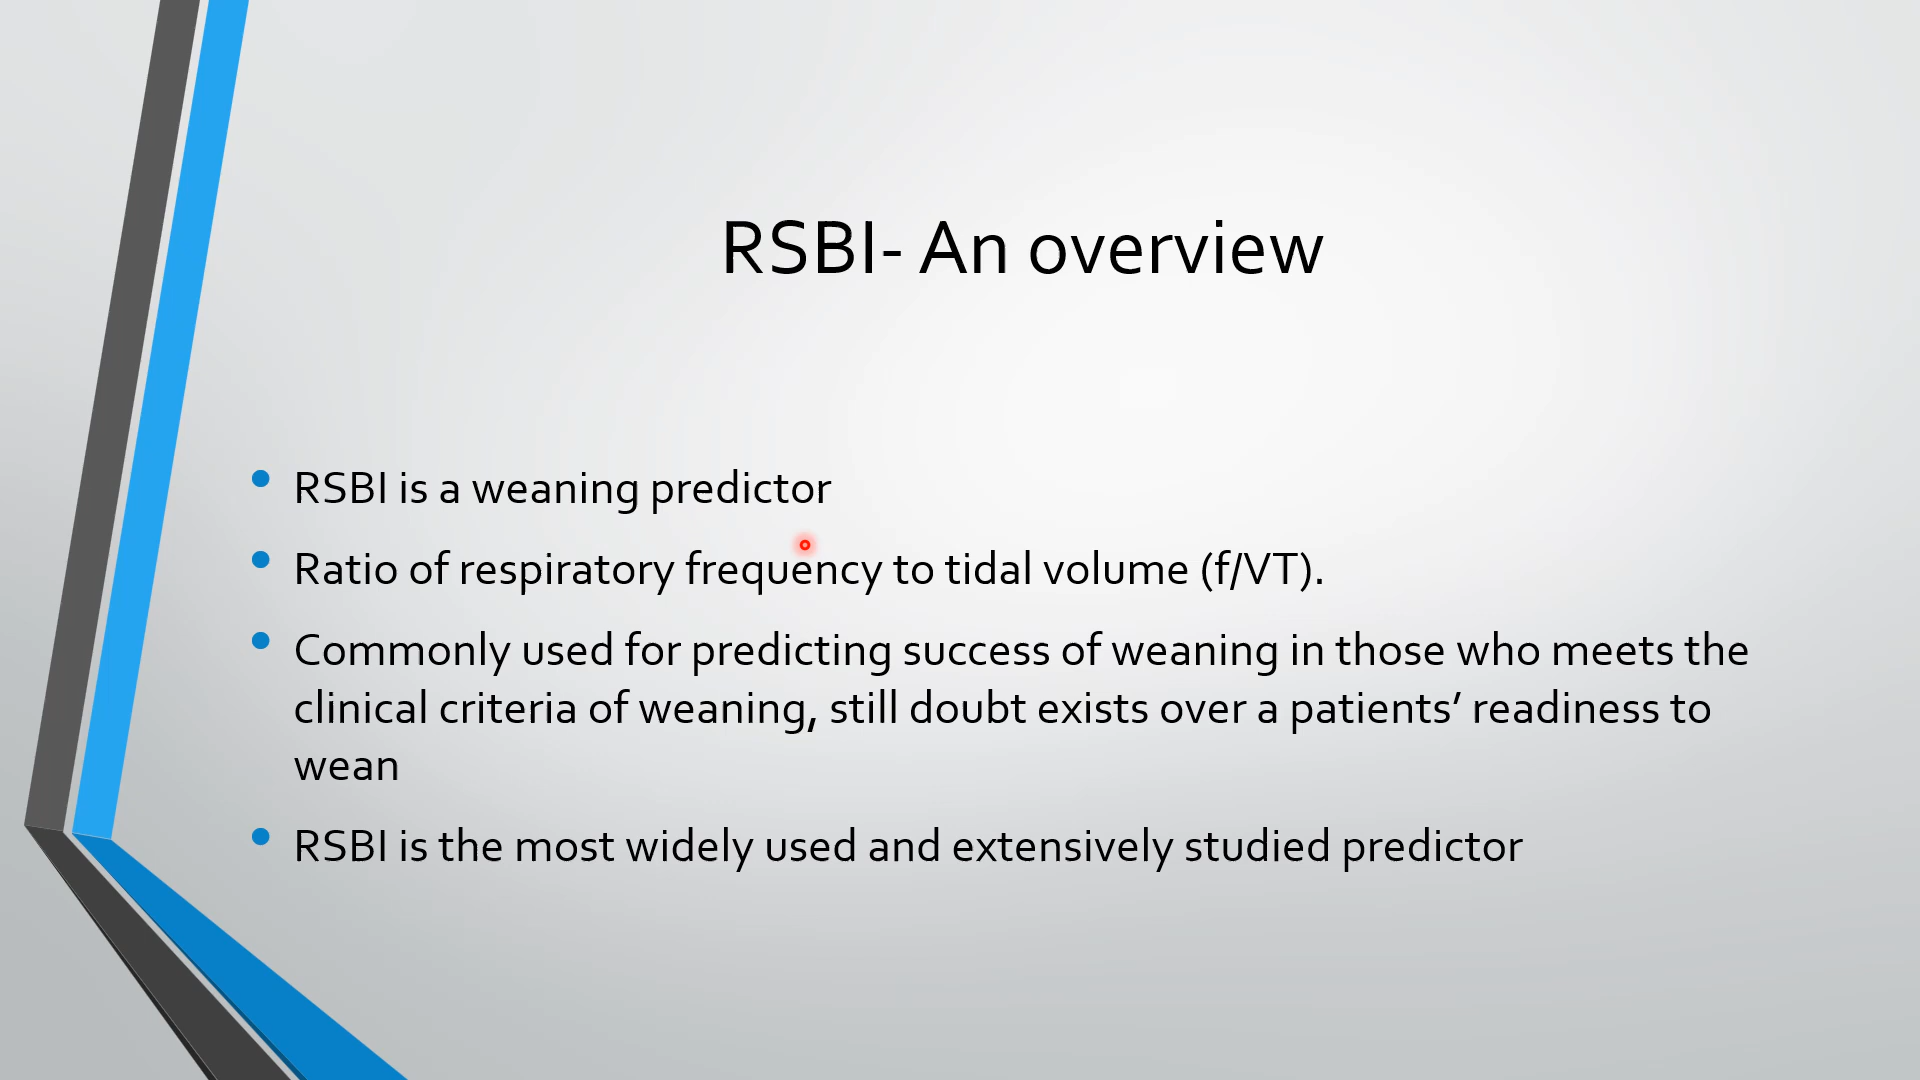 RSBI- An overview
RSBI is a weaning predictor
Ratio of respiratory frequency to tidal volume (f/VT).
Commonly used for predicting success of weaning in those who meets the
clinical criteria of weaning, still doubt exists over a patients’ readiness to
wean
RSBI is the most widely used and extensively studied predictor